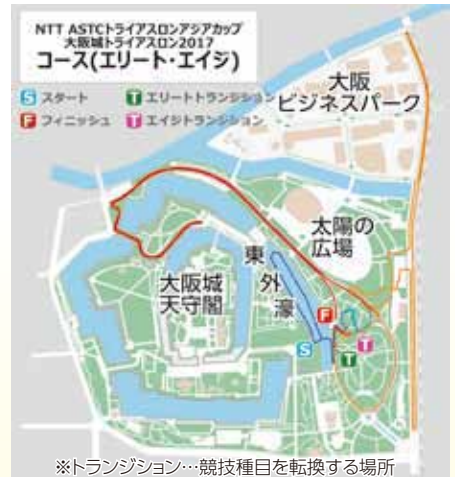 NTT ASTCトライアスロンアジアカップ
大阪城トライアスロン2017
コース(エリート・エイジ)
S スタート
T エリートトランジション
F フィニッシュ
T エイジトランジション
大阪
ビジネスパーク
太陽の
広場
東外濠
大阪城
天守閣
F
S
T
T
※トランジション…競技種目を転換する場所